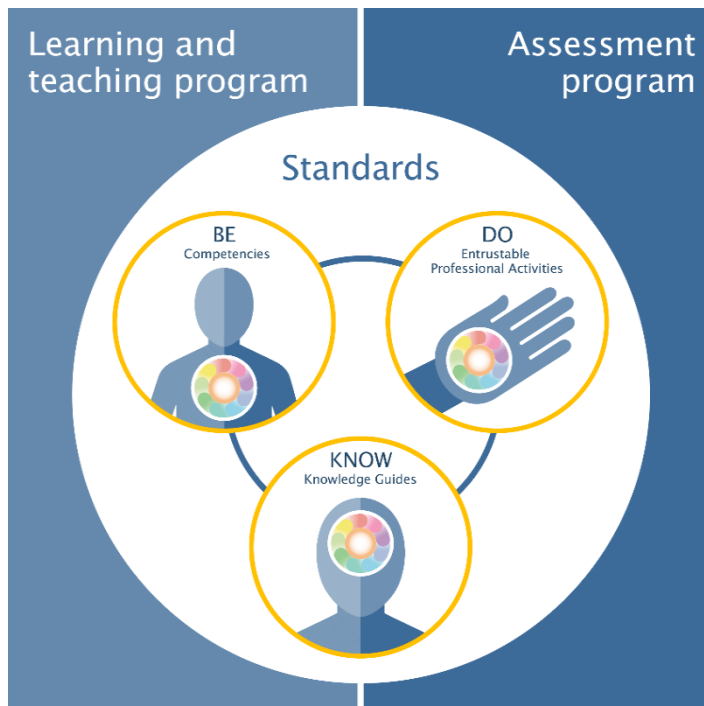 Learning and
teaching program
Assessment
program
Standards
BE
Competencies
DO
Entrustable
Professional Activities
KNOW
Knowledge Guides